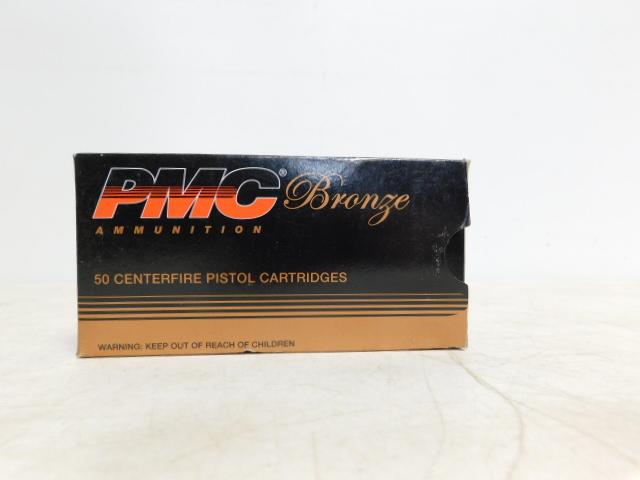 PMC® Bronze
AMMUNITION
50 CENTERFIRE PISTOL CARTRIDGES
WARNING: KEEP OUT OF REACH OF CHILDREN